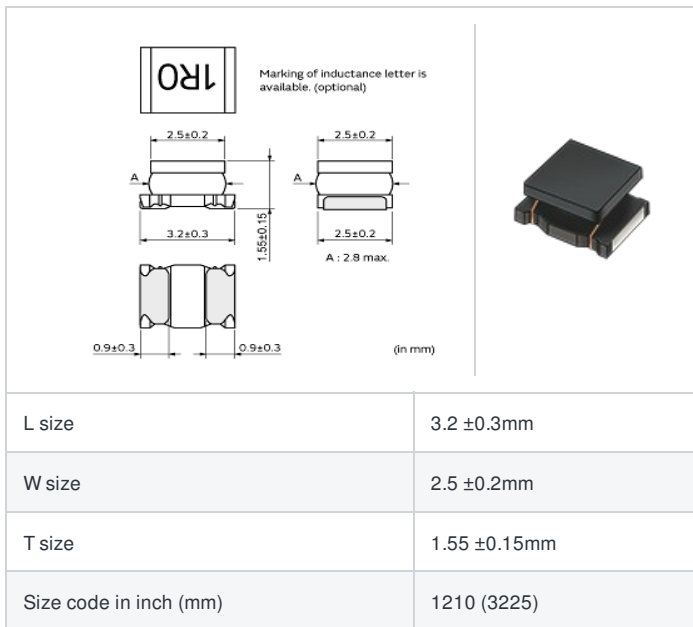 1R0
Marking of inductance letter is
available. (optional)
2.5±0.2
2.5±0.2
A
A
1.55±0.15
3.2±0.3
2.5±0.2
A : 2.8 max.
0.9±0.3
0.9±0.3
(in mm)
L size
3.2 ±0.3mm
W size
2.5 ±0.2mm
T size
1.55 ±0.15mm
Size code in inch (mm)
1210 (3225)